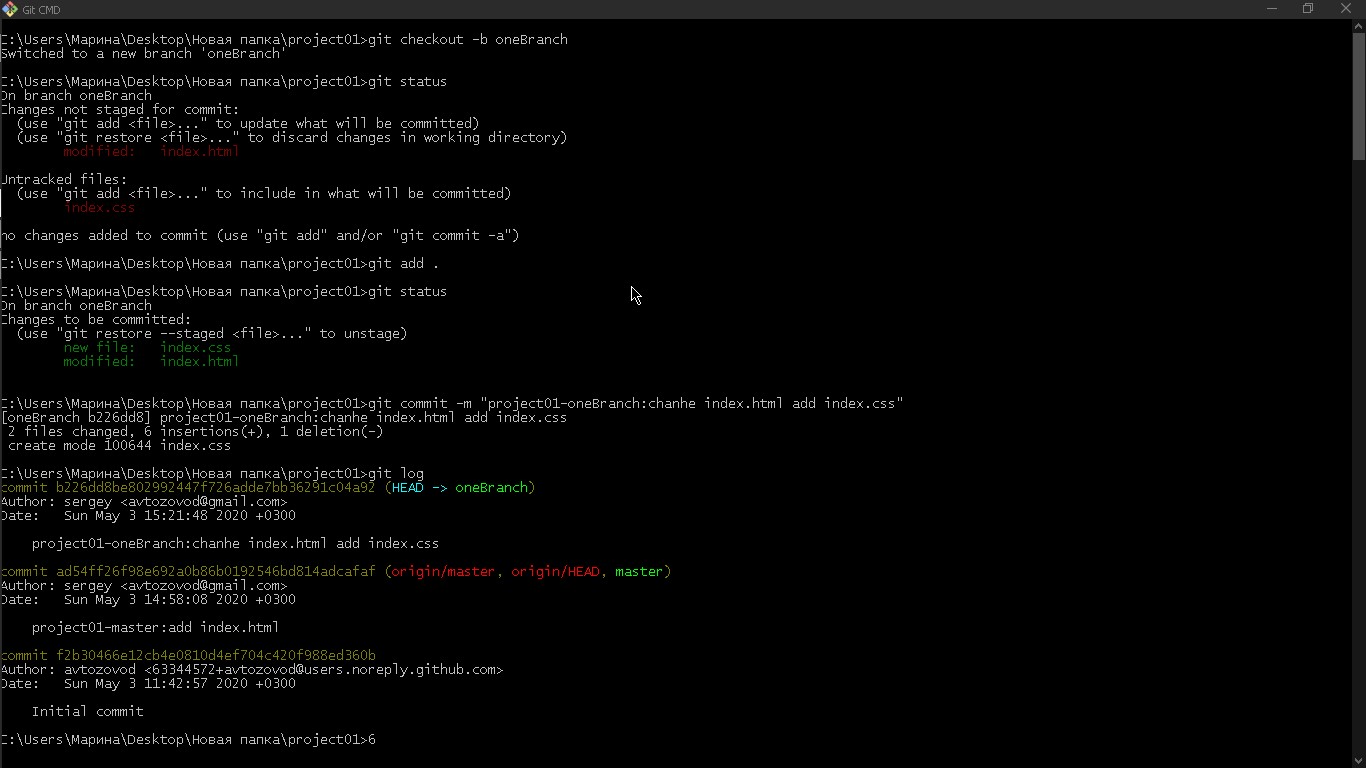 Git CMD
C:\Users\Марина\Desktop\Новая папка\project01>git checkout -b oneBranch
Switched to a new branch 'oneBranch'
C:\Users\Марина\Desktop\Новая папка\project01>git status
On branch oneBranch
Changes not staged for commit:
(use "git add <file>..." to update what will be committed)
(use "git restore <file>..." to discard changes in working directory)
modified:   index.html
Untracked files:
(use "git add <file>..." to include in what will be committed)
index.css
no changes added to commit (use "git add" and/or "git commit -a")
C:\Users\Марина\Desktop\Новая папка\project01>git add .
C:\Users\Марина\Desktop\Новая папка\project01>git status
On branch oneBranch
Changes to be committed:
(use "git restore --staged <file>..." to unstage)
new file:   index.css
modified:   index.html
C:\Users\Марина\Desktop\Новая папка\project01>git commit -m "project01-oneBranch:chanhe index.html add index.css"
[oneBranch b226dd8] project01-oneBranch:chanhe index.html add index.css
2 files changed, 6 insertions(+), 1 deletion(-)
create mode 100644 index.css
C:\Users\Марина\Desktop\Новая папка\project01>git log
commit b226dd8be802992447f726adde7bb36291c04a92 (HEAD -> oneBranch)
Author: sergey <avtozovod@gmail.com>
Date:   Sun May 3 15:21:48 2020 +0300
project01-oneBranch:chanhe index.html add index.css
commit ad54ff26f98e692a0b86b0192546bd814adcafaf (origin/master, origin/HEAD, master)
Author: sergey <avtozovod@gmail.com>
Date:   Sun May 3 14:58:08 2020 +0300
project01-master:add index.html
commit f2b30466e12cb4e0810d4ef704c420f988ed360b
Author: avtozovod <63344572+avtozovod@users.noreply.github.com>
Date:   Sun May 3 11:42:57 2020 +0300
Initial commit
C:\Users\Марина\Desktop\Новая папка\project01>6